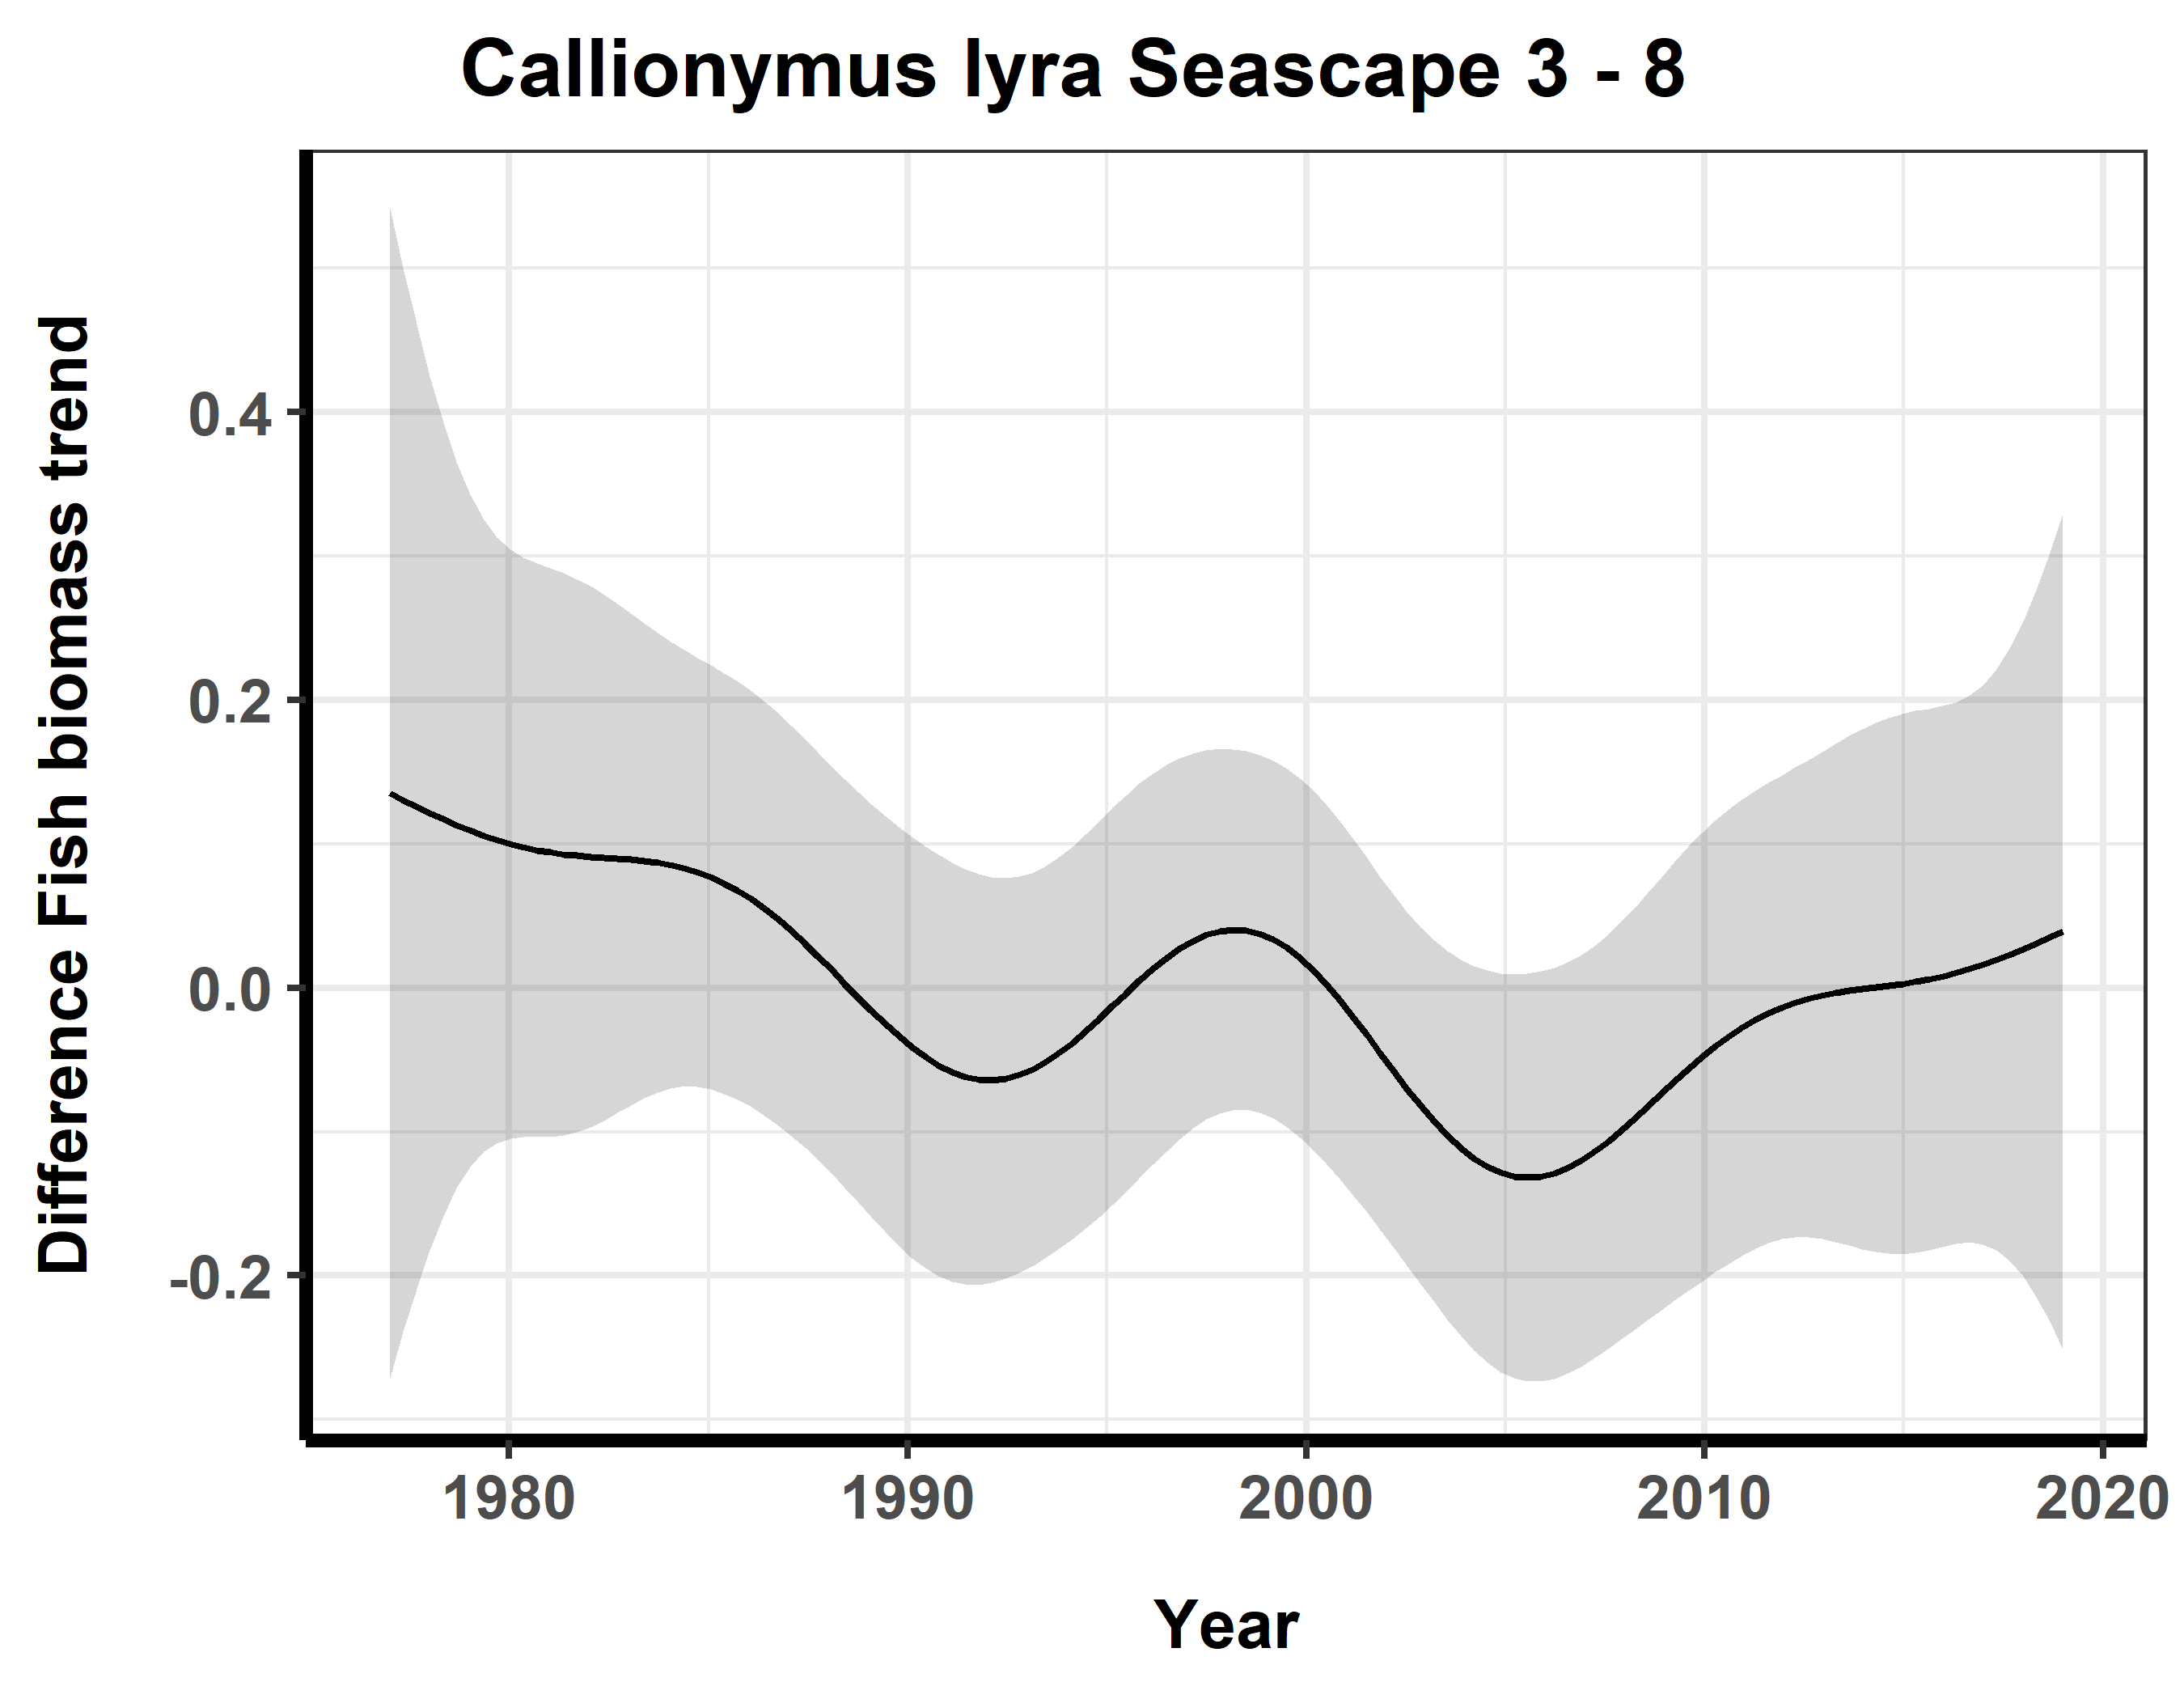 Callionymus lyra Seascape 3 - 8
Difference Fish biomass trend
0.4
0.2
0.0
-0.2
1980 1990 2000 2010 2020
Year